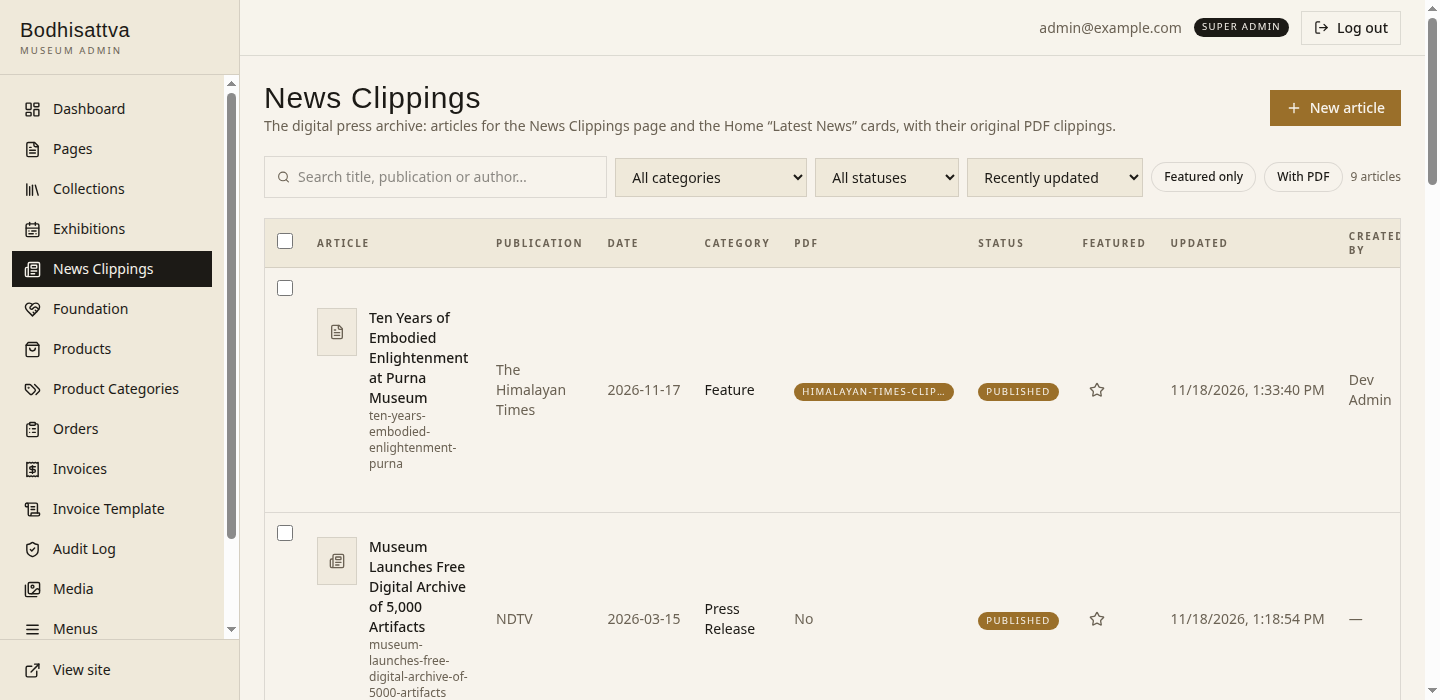 Bodhisattva
MUSEUM ADMIN
Dashboard
Pages
Collections
Exhibitions
News Clippings
Foundation
Products
Product Categories
Orders
Invoices
Invoice Template
Audit Log
Media
Menus
View site
admin@example.com
SUPER ADMIN
Log out
News Clippings
The digital press archive: articles for the News Clippings page and the Home “Latest News” cards, with their original PDF clippings.
New article
Search title, publication or author...
All categories
All statuses
Recently updated
Featured only
With PDF
9 articles
ARTICLE
PUBLICATION
DATE
CATEGORY
PDF
STATUS
FEATURED
UPDATED
CREATED
BY
Ten Years of
Embodied
Enlightenment
at Purna
Museum
ten-years-
embodied-
enlightenment-
purna
The
Himalayan
Times
2026-11-17
Feature
HIMALAYAN-TIMES-CLIP...
PUBLISHED
11/18/2026, 1:33:40 PM
Dev
Admin
Museum
Launches Free
Digital Archive
of 5,000
Artifacts
museum-
launches-free-
digital-archive-of-
5000-artifacts
NDTV
2026-03-15
Press
Release
No
PUBLISHED
11/18/2026, 1:18:54 PM
—